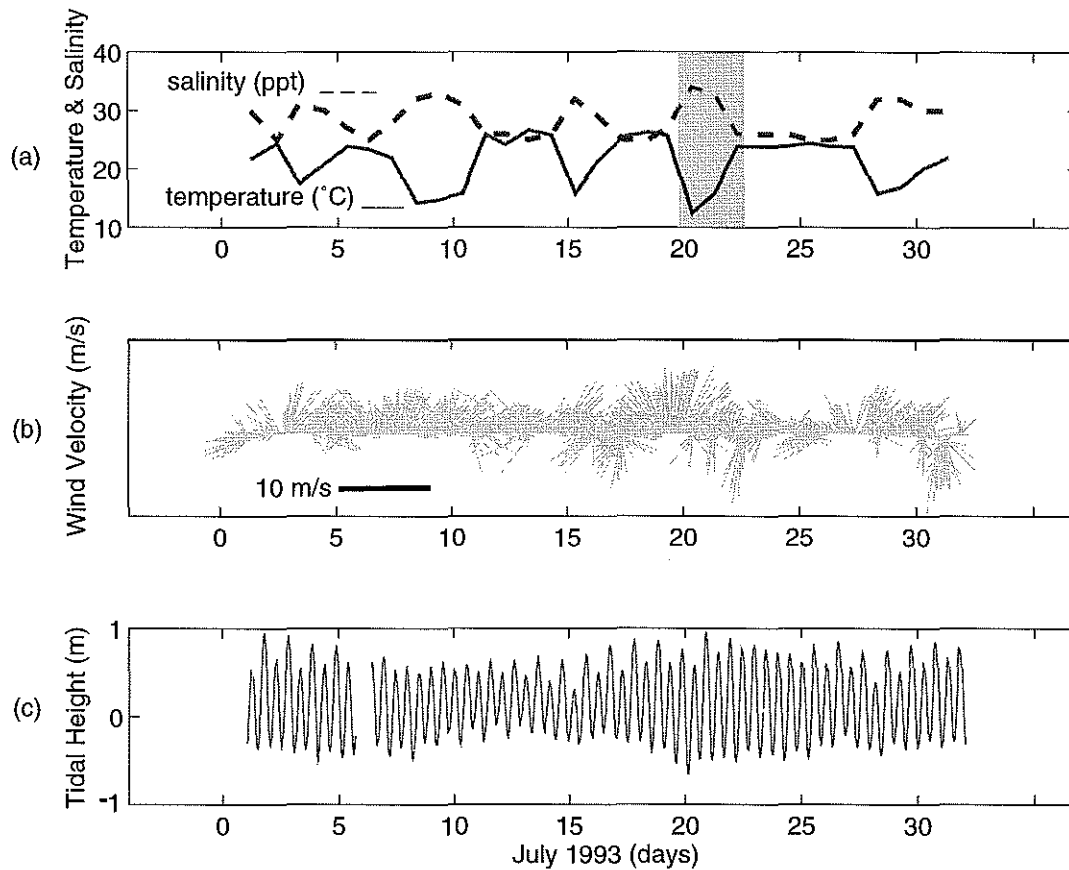 (a)
Temperature & Salinity
40
30
20
10
salinity (ppt)
temperature (°C)
0 5 10 15 20 25 30
(b)
Wind Velocity (m/s)
10 m/s
0 5 10 15 20 25 30
(c)
Tidal Height (m)
1
0
-1
0 5 10 15 20 25 30
July 1993 (days)